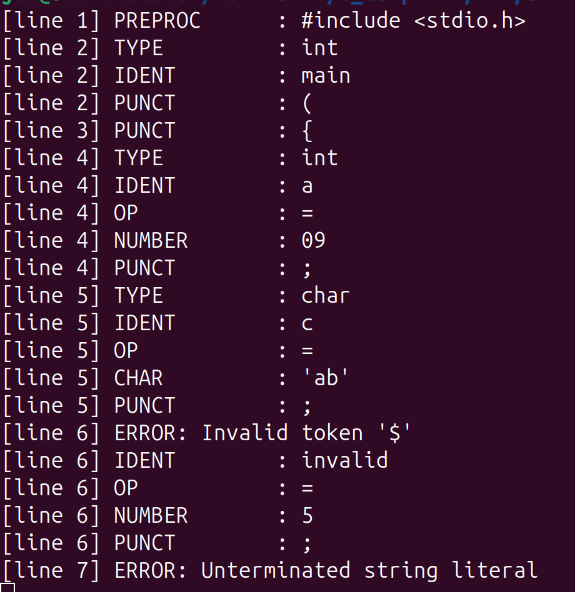 [line 1] PREPROC      : #include <stdio.h>
[line 2] TYPE         : int
[line 2] IDENT        : main
[line 2] PUNCT        : (
[line 3] PUNCT        : {
[line 4] TYPE         : int
[line 4] IDENT        : a
[line 4] OP           : =
[line 4] NUMBER       : 09
[line 4] PUNCT        : ;
[line 5] TYPE         : char
[line 5] IDENT        : c
[line 5] OP           : =
[line 5] CHAR         : 'ab'
[line 5] PUNCT        : ;
[line 6] ERROR: Invalid token '$'
[line 6] IDENT        : invalid
[line 6] OP           : =
[line 6] NUMBER       : 5
[line 6] PUNCT        : ;
[line 7] ERROR: Unterminated string literal